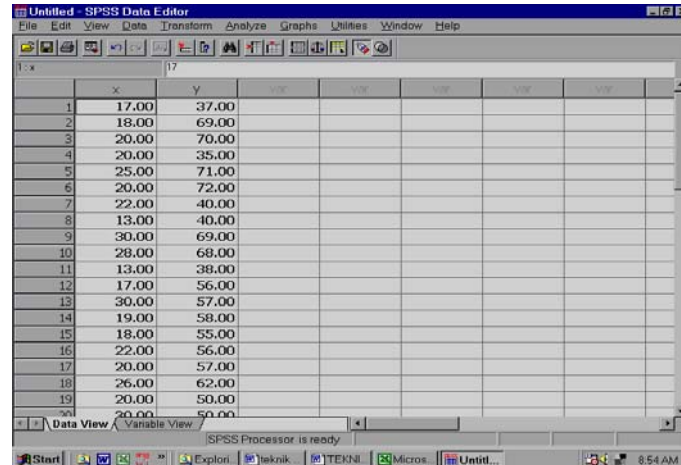 Untitled - SPSS Data Editor
File Edit View Data Transform Analyze Graphs Utilities Window Help
1 : x 17
x y var var var var var
1 17.00 37.00
2 18.00 69.00
3 20.00 70.00
4 20.00 35.00
5 25.00 71.00
6 20.00 72.00
7 22.00 40.00
8 13.00 40.00
9 30.00 69.00
10 28.00 68.00
11 13.00 38.00
12 17.00 56.00
13 30.00 57.00
14 19.00 58.00
15 18.00 55.00
16 22.00 56.00
17 20.00 57.00
18 26.00 62.00
19 20.00 50.00
20 30.00 50.00
Data View Variable View
SPSS Processor is ready
Start » Explori... teknik... TEKNI... Micros... Untitl... 8:54 AM